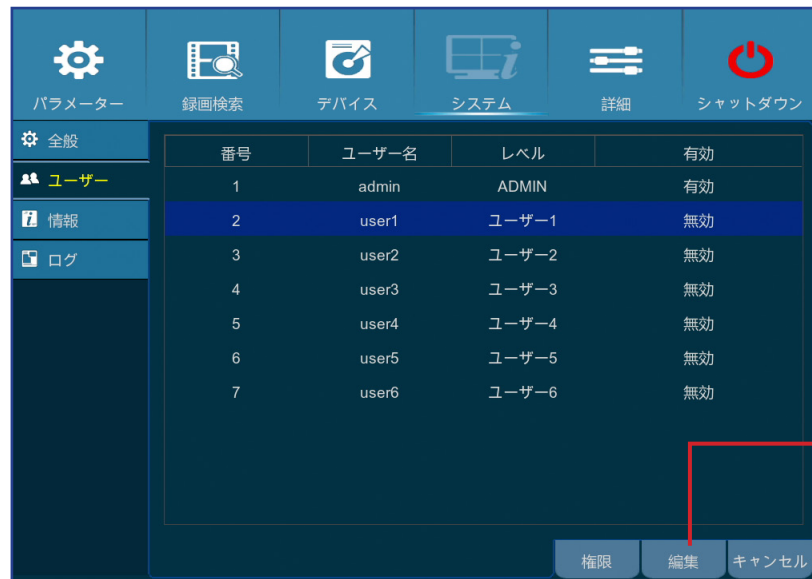 パラメーター 録画検索 デバイス システム 詳細 シャットダウン
全般
ユーザー
情報
ログ
番号 ユーザー名 レベル 有効
1 admin ADMIN 有効
2 user1 ユーザー1 無効
3 user2 ユーザー2 無効
4 user3 ユーザー3 無効
5 user4 ユーザー4 無効
6 user5 ユーザー5 無効
7 user6 ユーザー6 無効
権限 編集 キャンセル